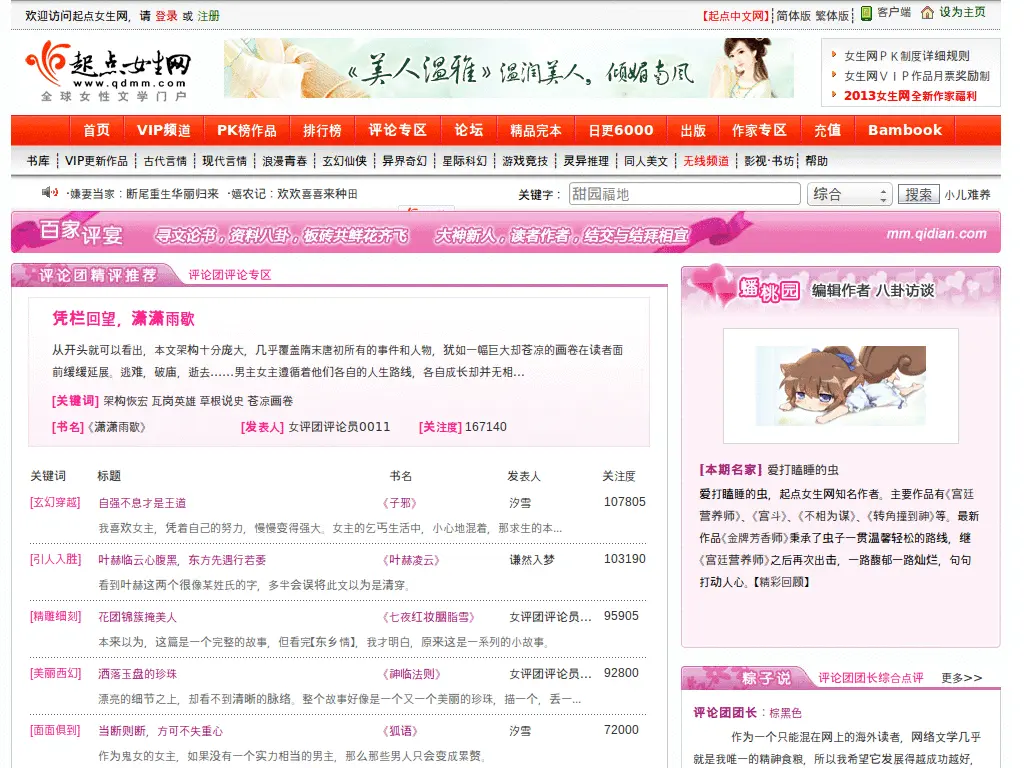 欢迎访问起点女生网，请 登录 或 注册
【起点中文网】 简体版 繁体版 客户端 设为主页
起点女生网
www.qdmm.com
全球女性文学门户
《美人温雅》温润美人，倾媚南风
女生网ＰＫ制度详细规则
女生网ＶＩＰ作品月票奖励制
2013女生网全新作家福利
首页 VIP频道 PK榜作品 排行榜 评论专区 论坛 精品完本 日更6000 出版 作家专区 充值 Bambook
书库 VIP更新作品 古代言情 现代言情 浪漫青春 玄幻仙侠 异界奇幻 星际科幻 游戏竞技 灵异推理 同人美文 无线频道 影视·书坊 帮助
·嫌妻当家：断尾重生华丽归来 ·嬉农记：欢欢喜喜来种田
关键字： 甜园福地 综合 搜索 小儿难养
百家评宴 寻文论书，资料八卦，板砖共鲜花齐飞 大神新人，读者作者，结交与结拜相宜 mm.qidian.com
评论团精评推荐 评论团评论专区
凭栏回望，潇潇雨歇
从开头就可以看出，本文架构十分庞大，几乎覆盖隋末唐初所有的事件和人物，犹如一幅巨大却苍凉的画卷在读者面
前缓缓延展。逃难，破庙，逝去……男主女主遵循着他们各自的人生路线，各自成长却并无相...
[关键词] 架构恢宏 瓦岗英雄 草根说史 苍凉画卷
[书名]《潇潇雨歇》 [发表人] 女评团评论员0011 [关注度] 167140
关键词 标题 书名 发表人 关注度
[玄幻穿越] 自强不息才是王道 《子邪》 汐雪 107805
我喜欢女主，凭着自己的努力，慢慢变得强大。女主的乞丐生活中，小心地混着，那求生的本...
[引人入胜] 叶赫临云心腹黑，东方先遇行若萎 《叶赫凌云》 谦然入梦 103190
看到叶赫这两个很像某姓氏的字，多半会误将此文以为是清穿。
[精雕细刻] 花团锦簇掩美人 《七夜红妆胭脂雪》 女评团评论员... 95905
本来以为，这篇是一个完整的故事，但看完【东乡情】，我才明白，原来这是一系列的小故事。
[美丽西幻] 洒落玉盘的珍珠 《神临法则》 女评团评论员... 92800
漂亮的细节之上，却看不到清晰的脉络。整个故事好像是一个又一个美丽的珍珠，描一个，丢一...
[面面俱到] 当断则断，方可不失重心 《狐语》 汐雪 72000
作为鬼女的女主，如果没有一个实力相当的男主，那么那些男人只会变成累赘。
蟠桃园 编辑作者 八卦访谈
[本期名家] 爱打瞌睡的虫
爱打瞌睡的虫，起点女生网知名作者。主要作品有《宫廷
营养师》、《宫斗》、《不相为谋》、《转角撞到神》等。最新
作品《金牌芳香师》秉承了虫子一贯温馨轻松的路线，继
《宫廷营养师》之后再次出击，一路馥郁一路灿烂，句句
打动人心。【精彩回顾】
粽子说 评论团团长综合点评 更多>>
评论团团长：棕黑色
作为一个只能混在网上的海外读者，网络文学几乎
就是我唯一的精神食粮，所以我希望它发展得越成功越好，